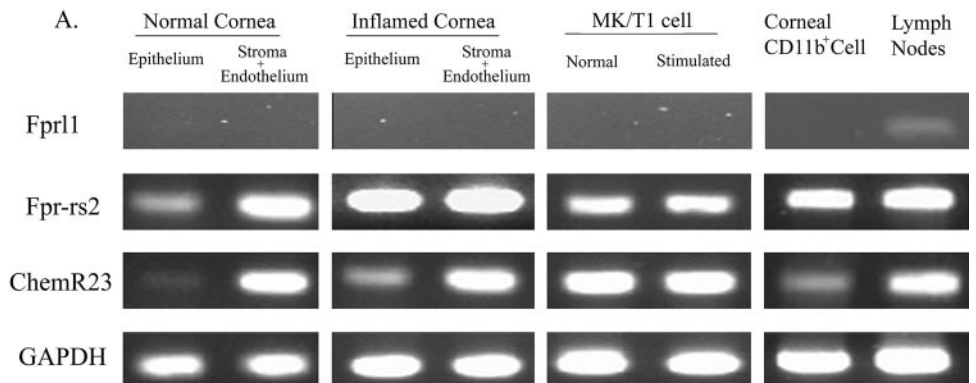 A.
Normal Cornea
Inflamed Cornea
MK/T1 cell
Corneal
CD11b+Cell
Lymph
Nodes
Epithelium
Stroma
+
Endothelium
Epithelium
Stroma
+
Endothelium
Normal
Stimulated
Fprl1
Fpr-rs2
ChemR23
GAPDH